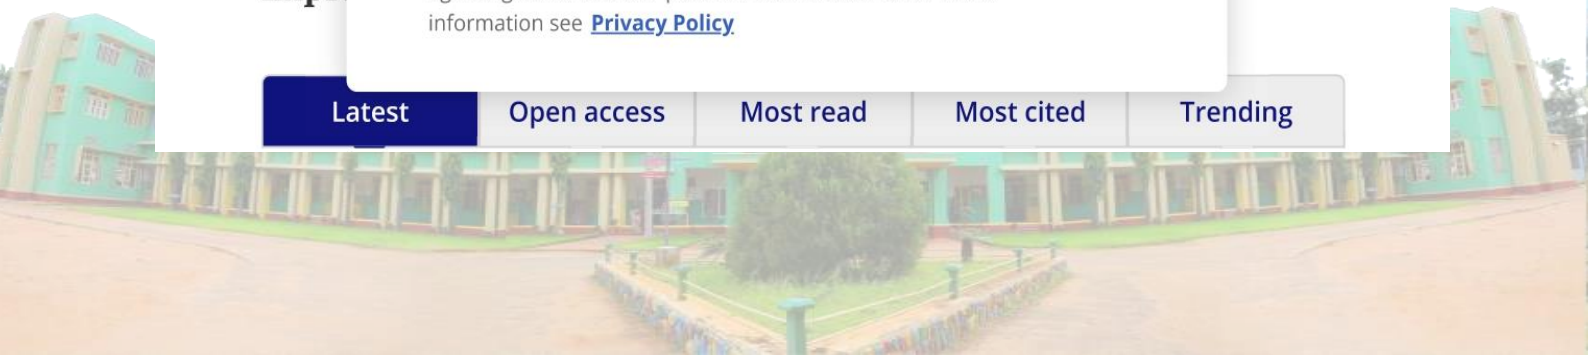 information see Privacy Policy
Latest
Open access
Most read
Most cited
Trending